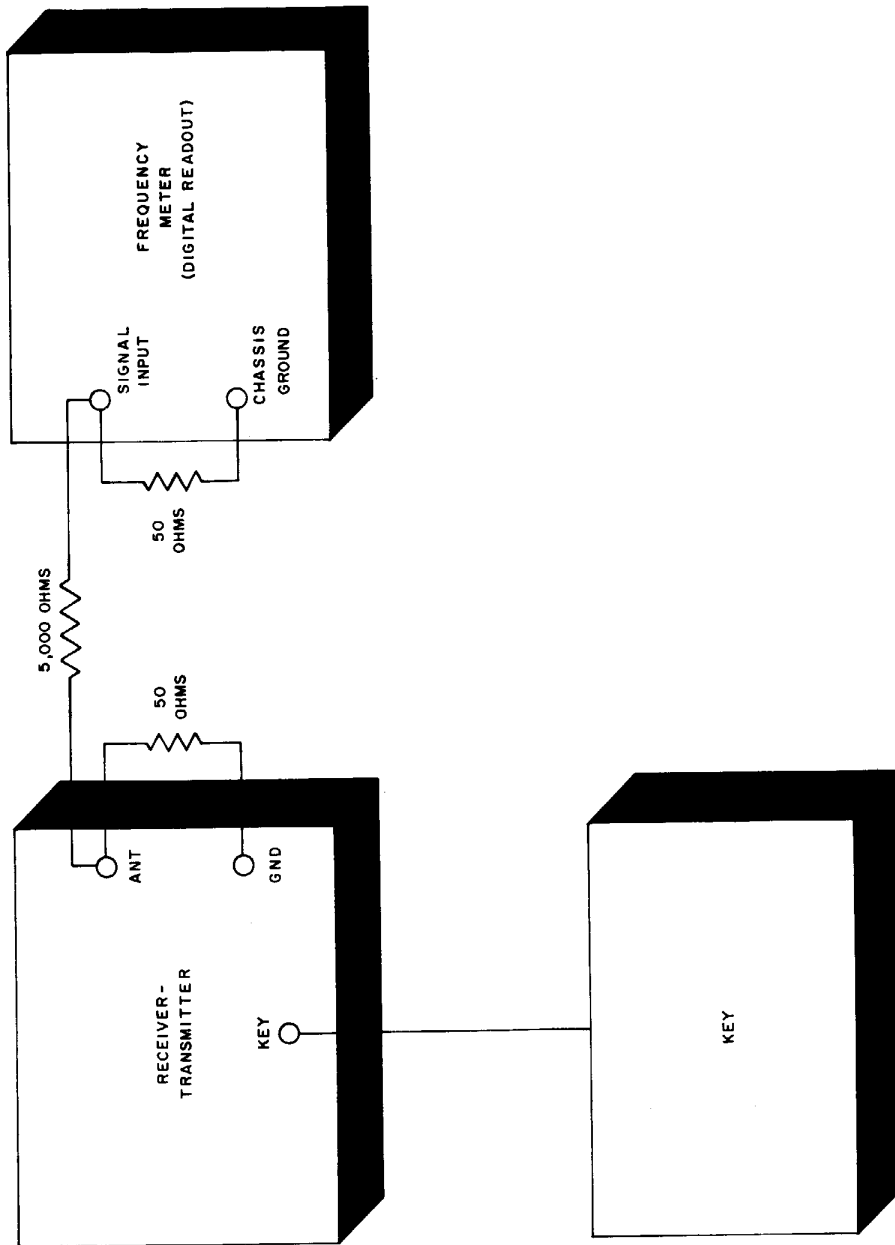 RECEIVER-
TRANSMITTER
ANT
GND
KEY
50
OHMS
5,000 OHMS
50
OHMS
SIGNAL
INPUT
CHASSIS
GROUND
FREQUENCY
METER
(DIGITAL READOUT)
KEY